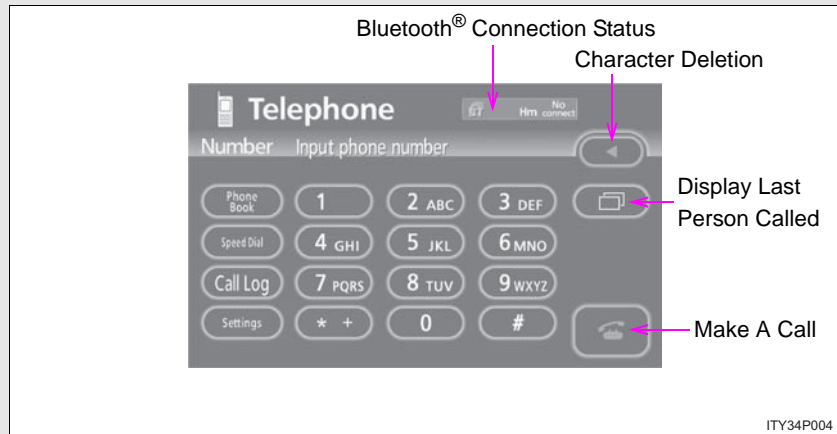 Bluetooth® Connection Status
Character Deletion
Telephone
Hm No connect
Number Input phone number
Display Last
Person Called
Phone Book 1 2 ABC 3 DEF
Speed Dial 4 GHI 5 JKL 6 MNO
Call Log 7 PQRS 8 TUV 9 WXYZ
Settings * + 0 #
Make A Call
ITY34P004